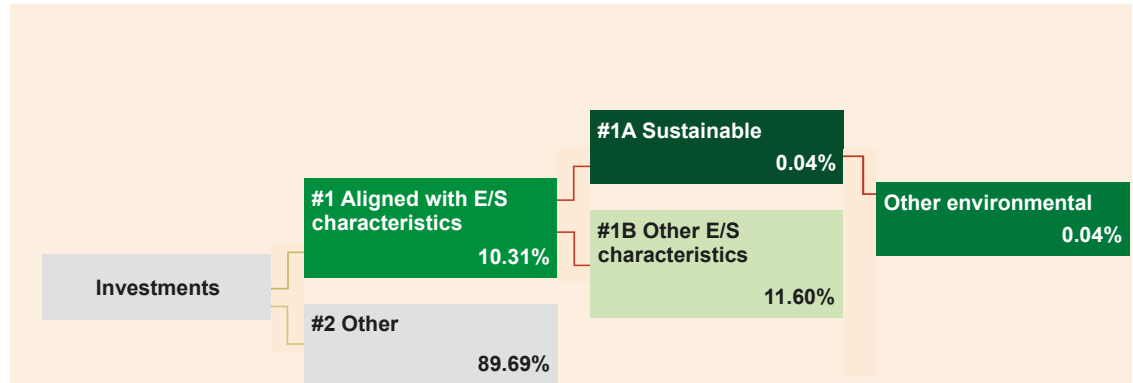 Investments
#1 Aligned with E/S
characteristics
10.31%
#2 Other
89.69%
#1A Sustainable
0.04%
#1B Other E/S
characteristics
11.60%
Other environmental
0.04%